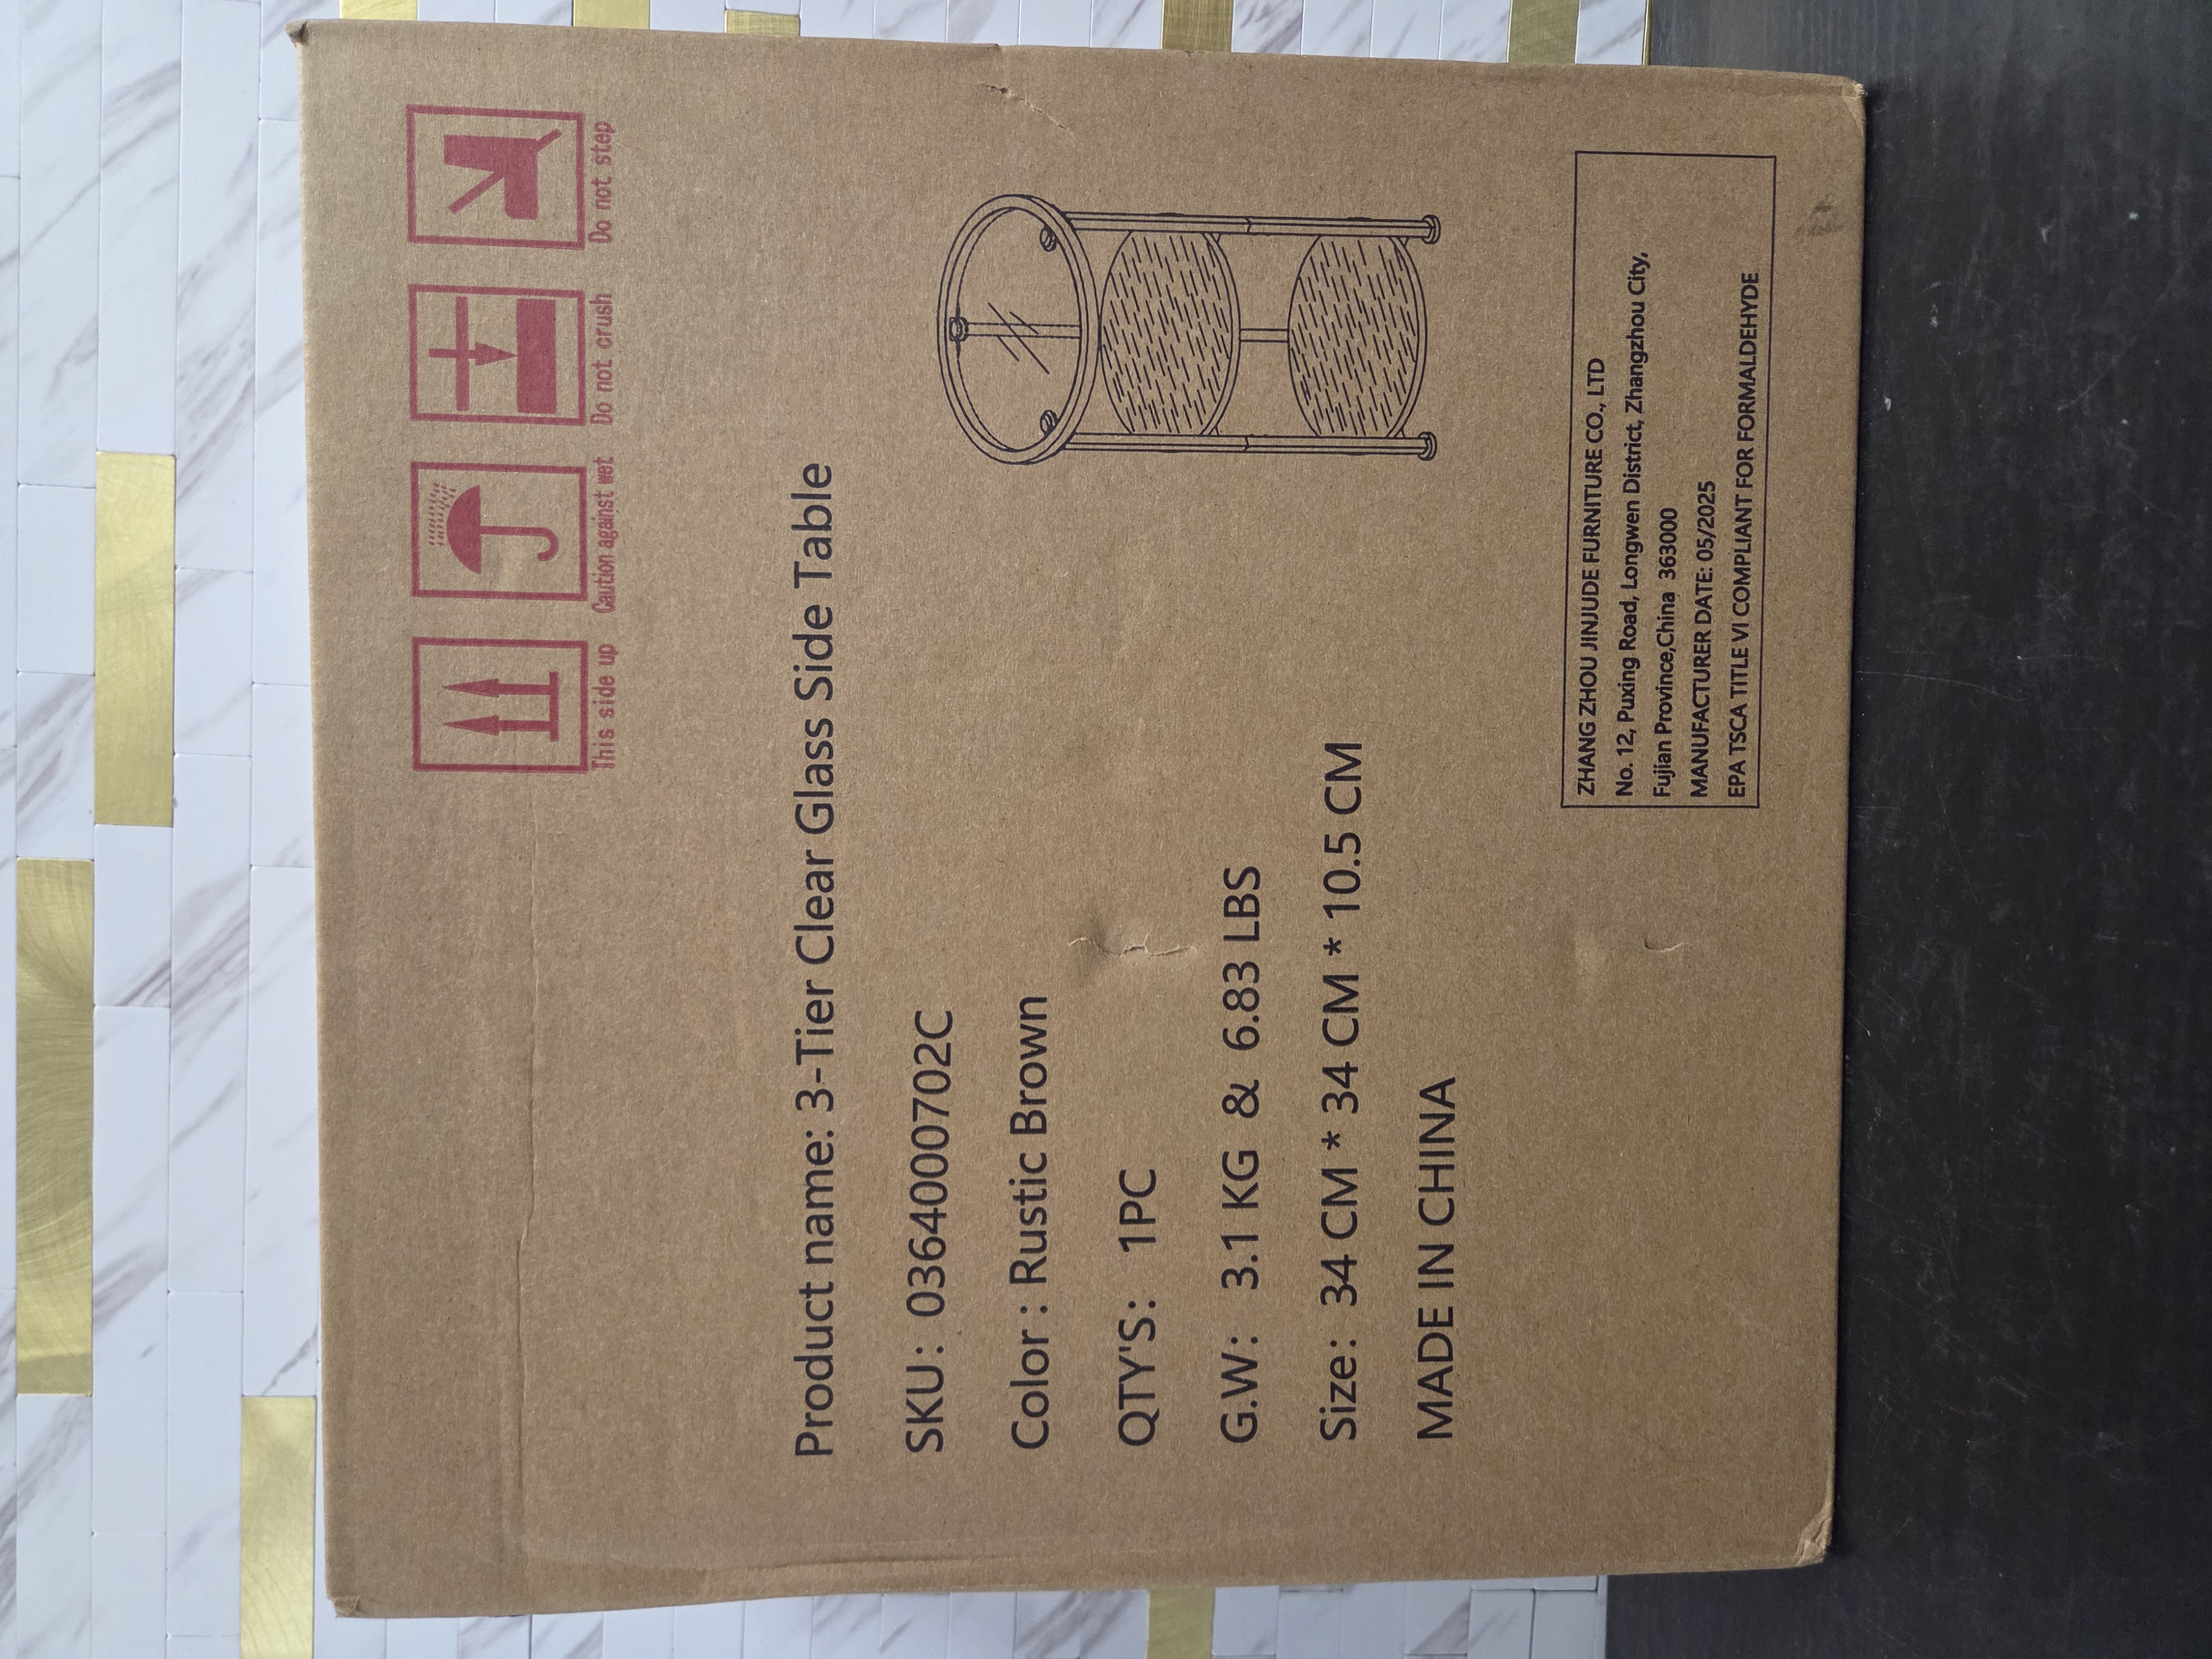 This side up
Caution against wet
Do not crush
Do not step
Product name: 3-Tier Clear Glass Side Table
SKU: 0364000702C
Color : Rustic Brown
QTY'S: 1PC
G.W: 3.1 KG & 6.83 LBS
Size: 34 CM * 34 CM * 10.5 CM
MADE IN CHINA
ZHANG ZHOU JINJUDE FURNITURE CO., LTD
No. 12, Puxing Road, Longwen District, Zhangzhou City,
Fujian Province,China 363000
MANUFACTURER DATE: 05/2025
EPA TSCA TITLE VI COMPLIANT FOR FORMALDEHYDE